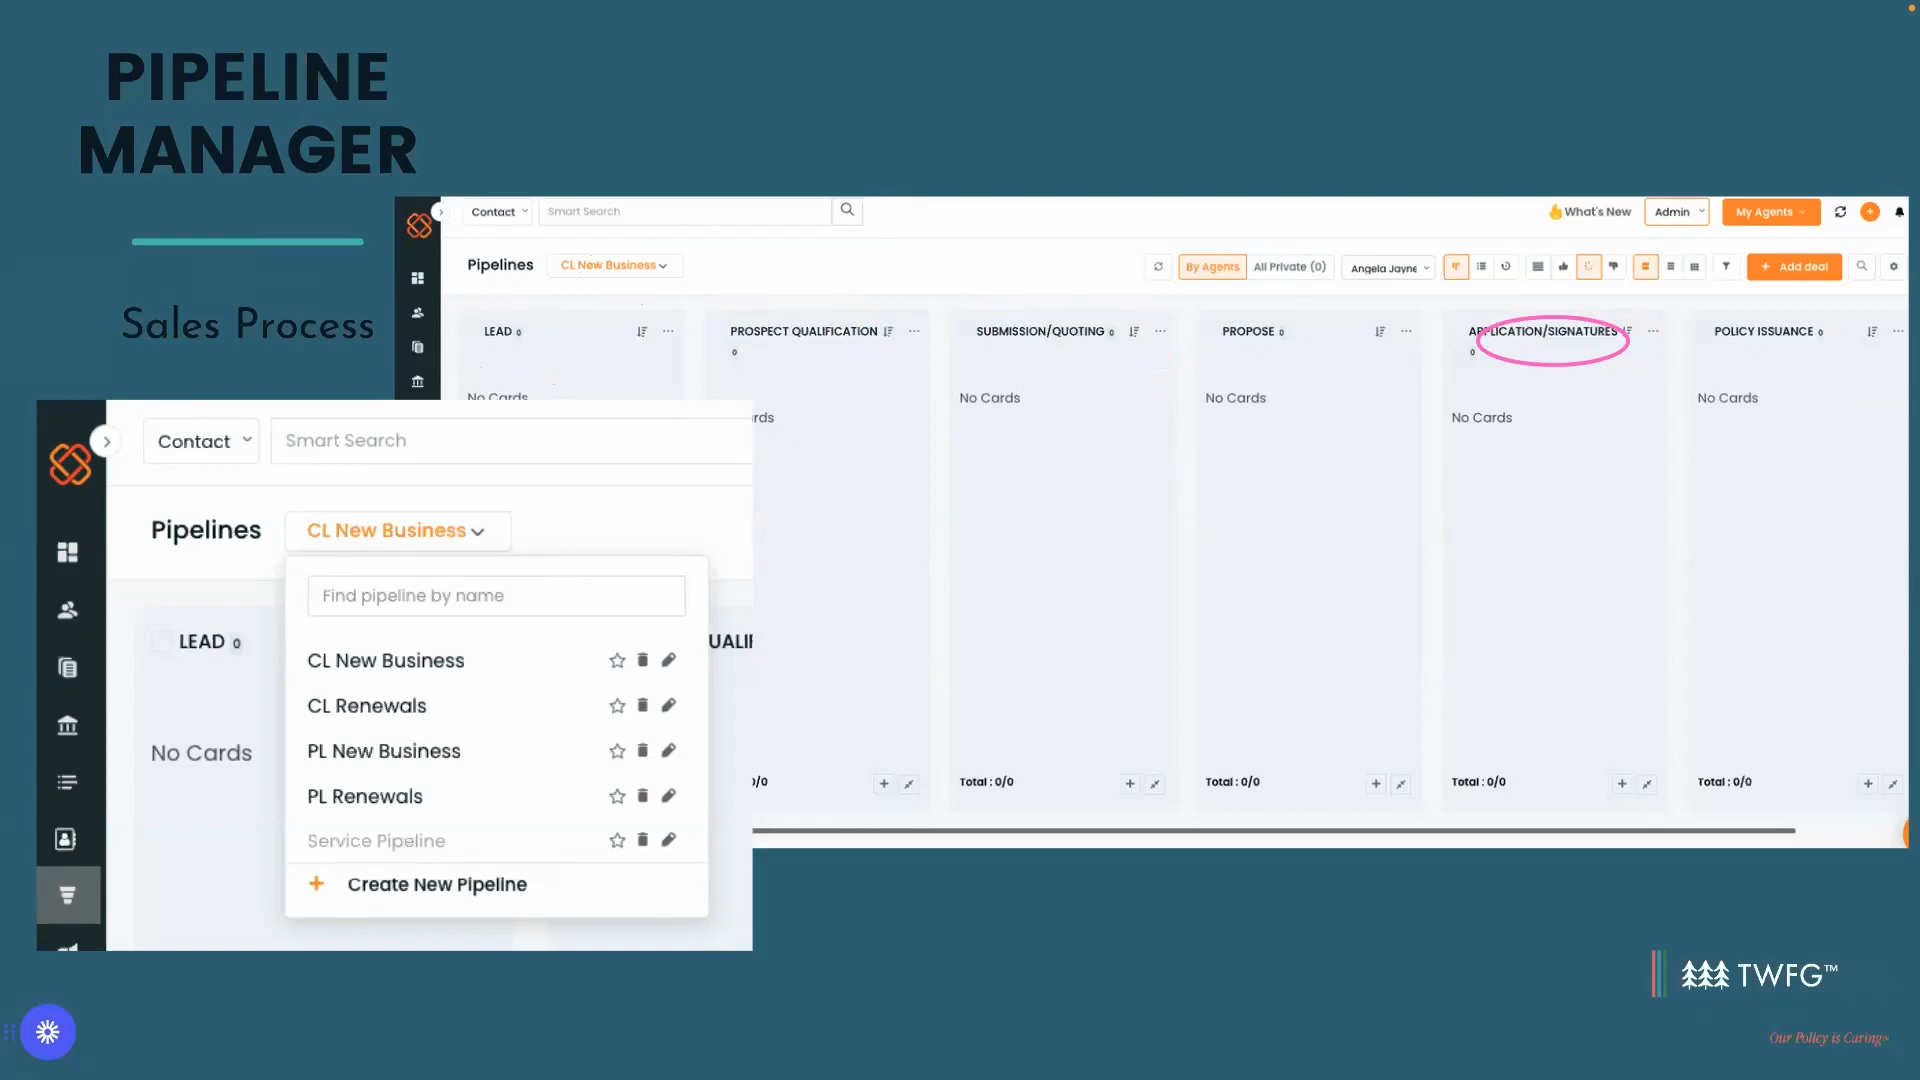 PIPELINE
MANAGER
Sales Process
Contact
Smart Search
What's New
Admin
My Agents
Pipelines
CL New Business
By Agents
All Private (0)
Angela Jayne
+ Add deal
LEAD 0
PROSPECT QUALIFICATION
0
SUBMISSION/QUOTING 0
PROPOSE 0
APPLICATION/SIGNATURES
0
POLICY ISSUANCE 0
No Cards
rds
No Cards
No Cards
No Cards
No Cards
/0
Total : 0/0
Total : 0/0
Total : 0/0
Total : 0/0
Contact
Smart Search
Pipelines
CL New Business
Find pipeline by name
LEAD 0
UALIF
CL New Business
CL Renewals
PL New Business
No Cards
PL Renewals
Service Pipeline
+ Create New Pipeline
TWFG™
Our Policy is Caring